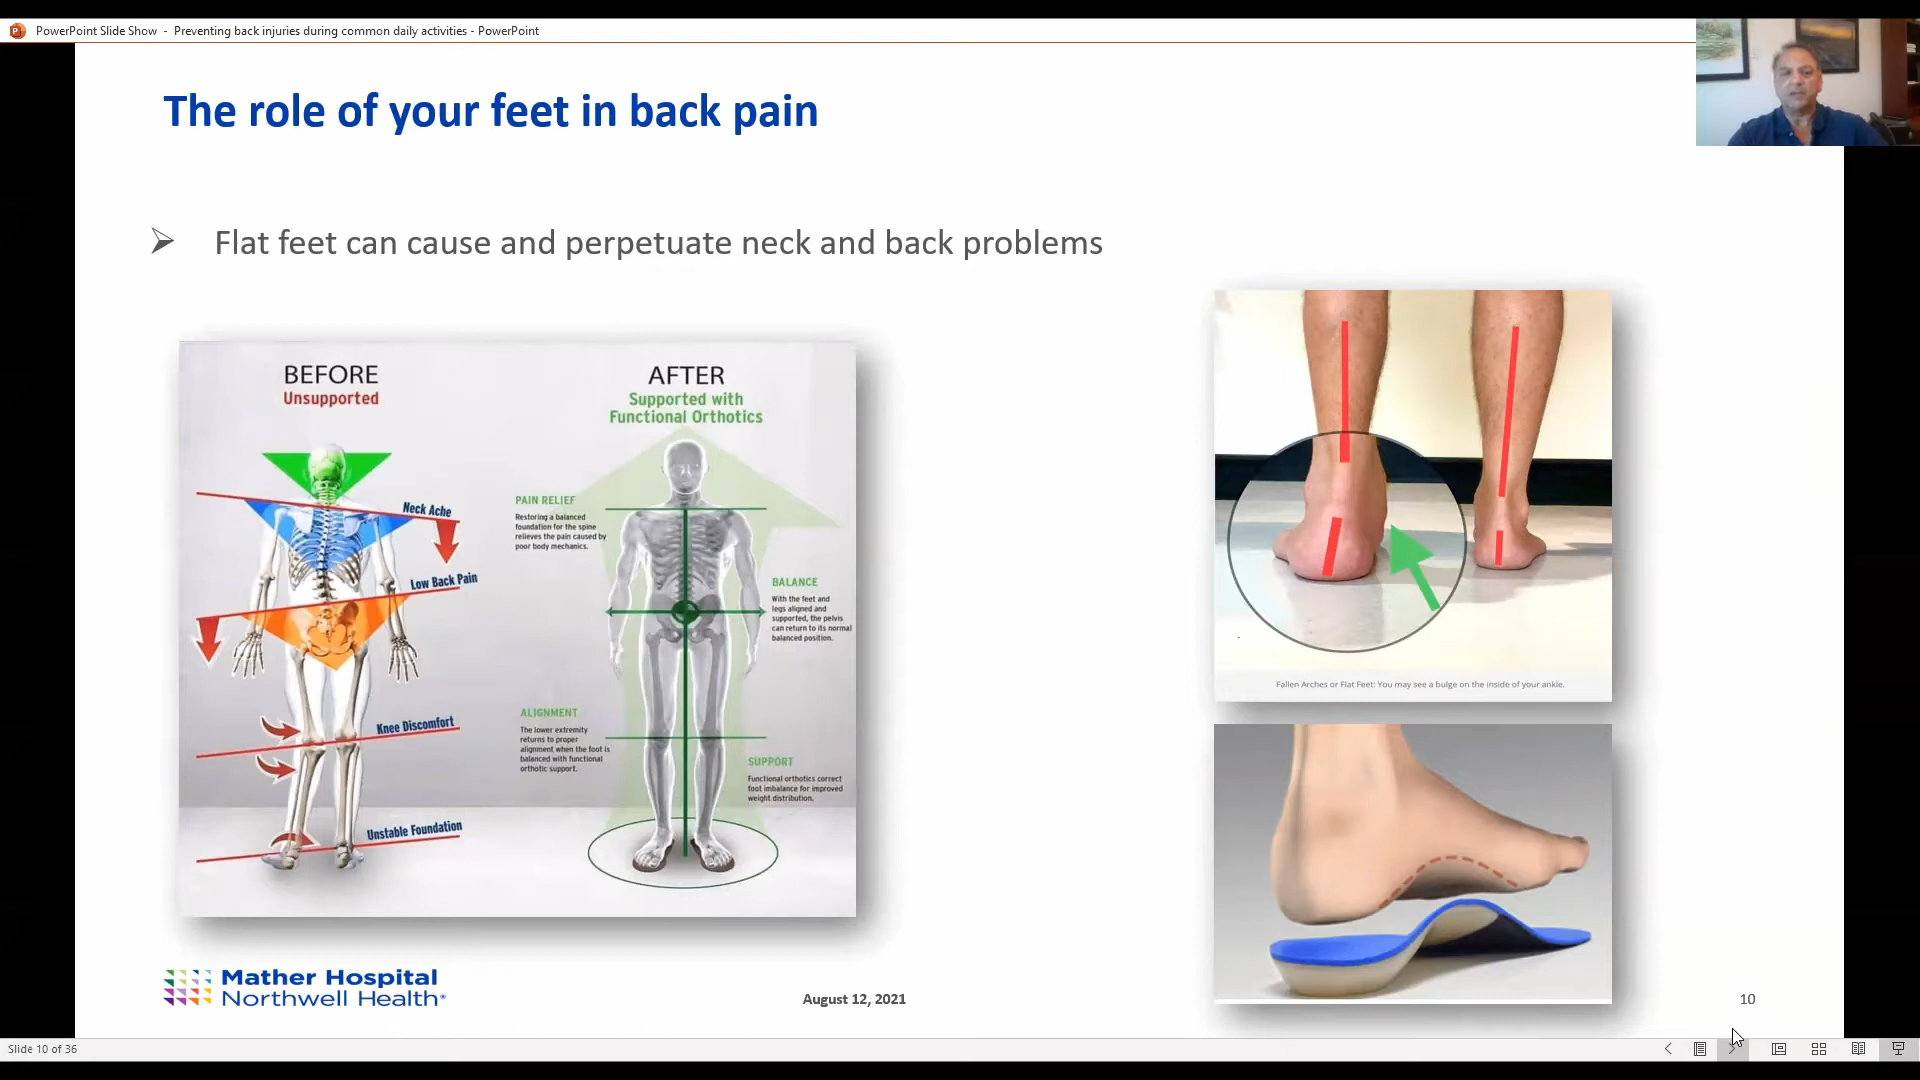 PowerPoint Slide Show - Preventing back injuries during common daily activities - PowerPoint
The role of your feet in back pain
Flat feet can cause and perpetuate neck and back problems
BEFORE
Unsupported
Neck Ache
Low Back Pain
Knee Discomfort
Unstable Foundation
AFTER
Supported with
Functional Orthotics
PAIN RELIEF
Restoring a balanced
foundation for the spine
relieves the pain caused by
poor body mechanics.
BALANCE
With the feet and
legs aligned and
supported, the pelvis
can return to its normal
balanced position.
ALIGNMENT
The lower extremity
returns to proper
alignment when the foot is
balanced with functional
orthotic support.
SUPPORT
Functional orthotics correct
foot imbalance for improved
weight distribution.
Fallen Arches or Flat Feet: You may see a bulge on the inside of your ankle.
Mather Hospital
Northwell Health
August 12, 2021
10
Slide 10 of 36